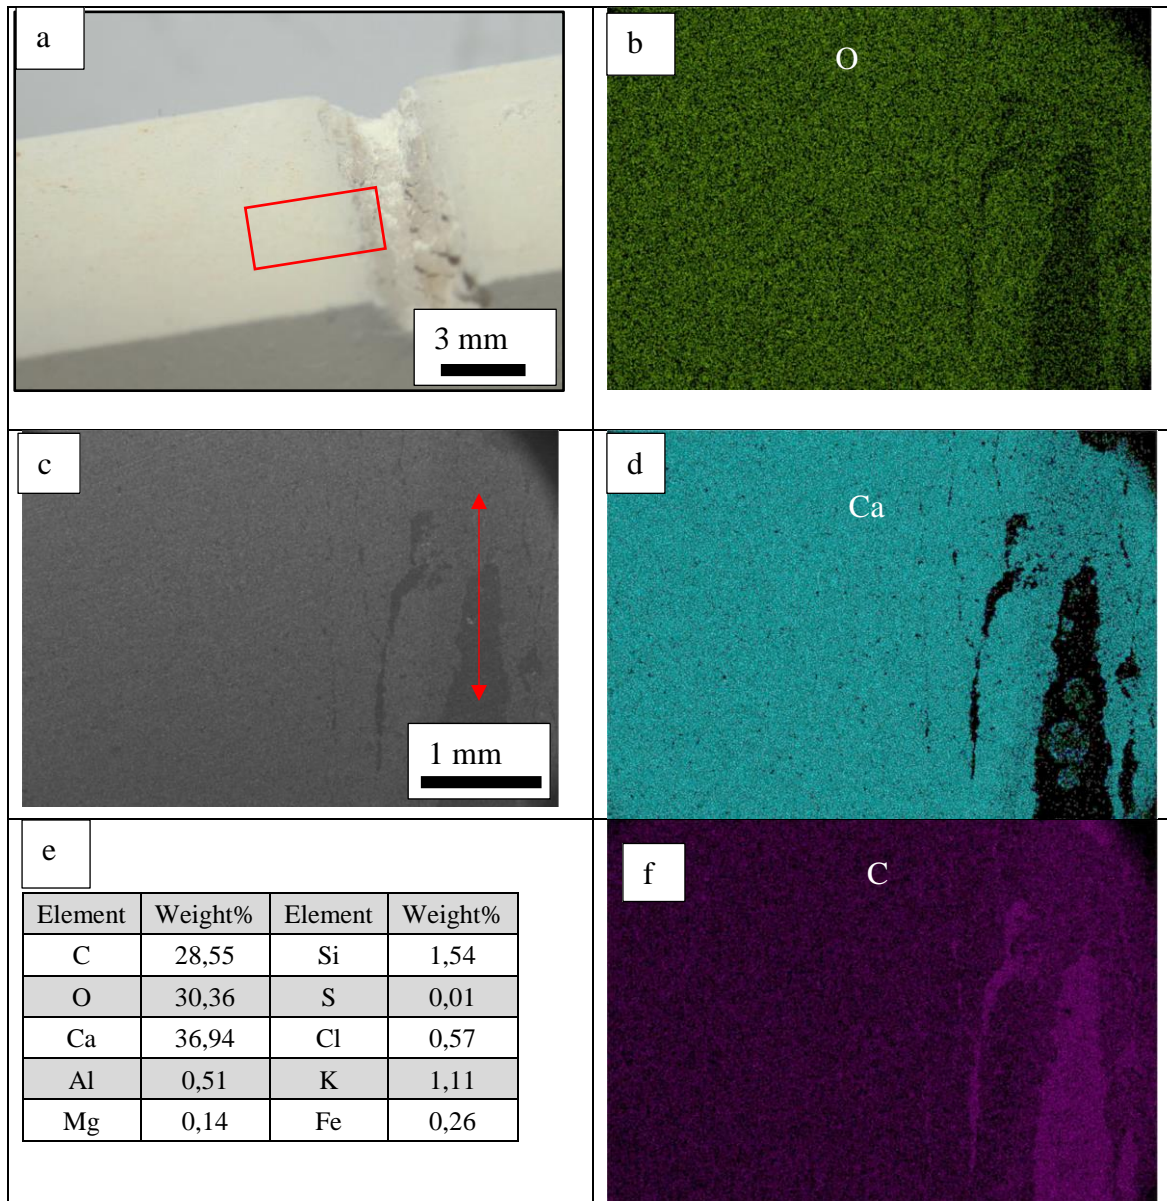 a
3 mm
b
O
c
1 mm
d
Ca
e
Element Weight% Element Weight%
C 28,55 Si 1,54
O 30,36 S 0,01
Ca 36,94 Cl 0,57
Al 0,51 K 1,11
Mg 0,14 Fe 0,26
f
C